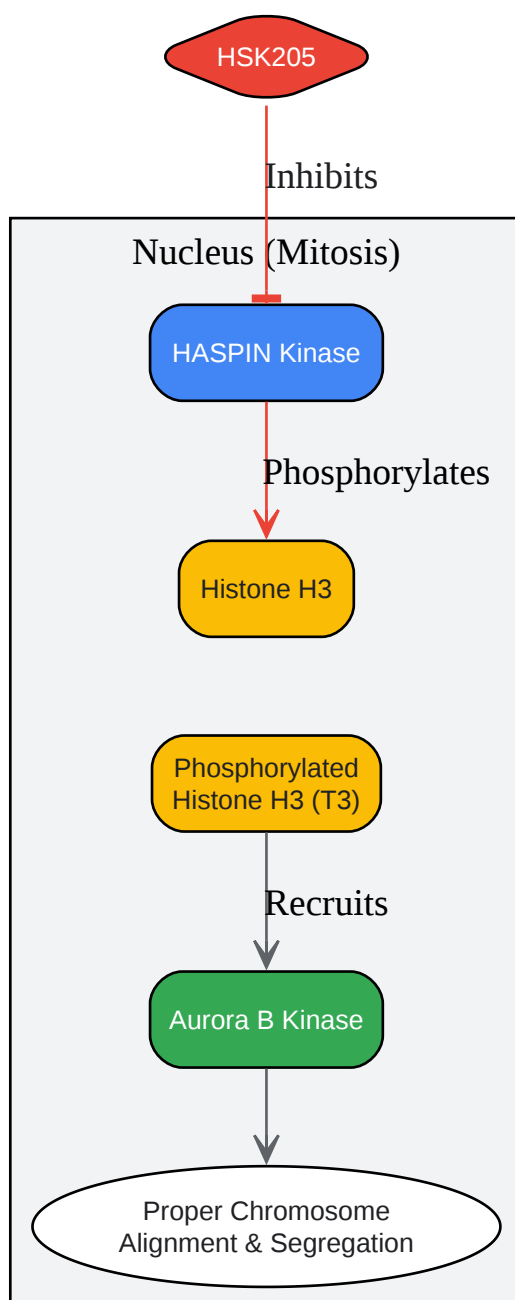 HSK205
Inhibits
Nucleus (Mitosis)
HASPIN Kinase
Phosphorylates
Histone H3
Phosphorylated
Histone H3 (T3)
Recruits
Aurora B Kinase
Proper Chromosome
Alignment & Segregation